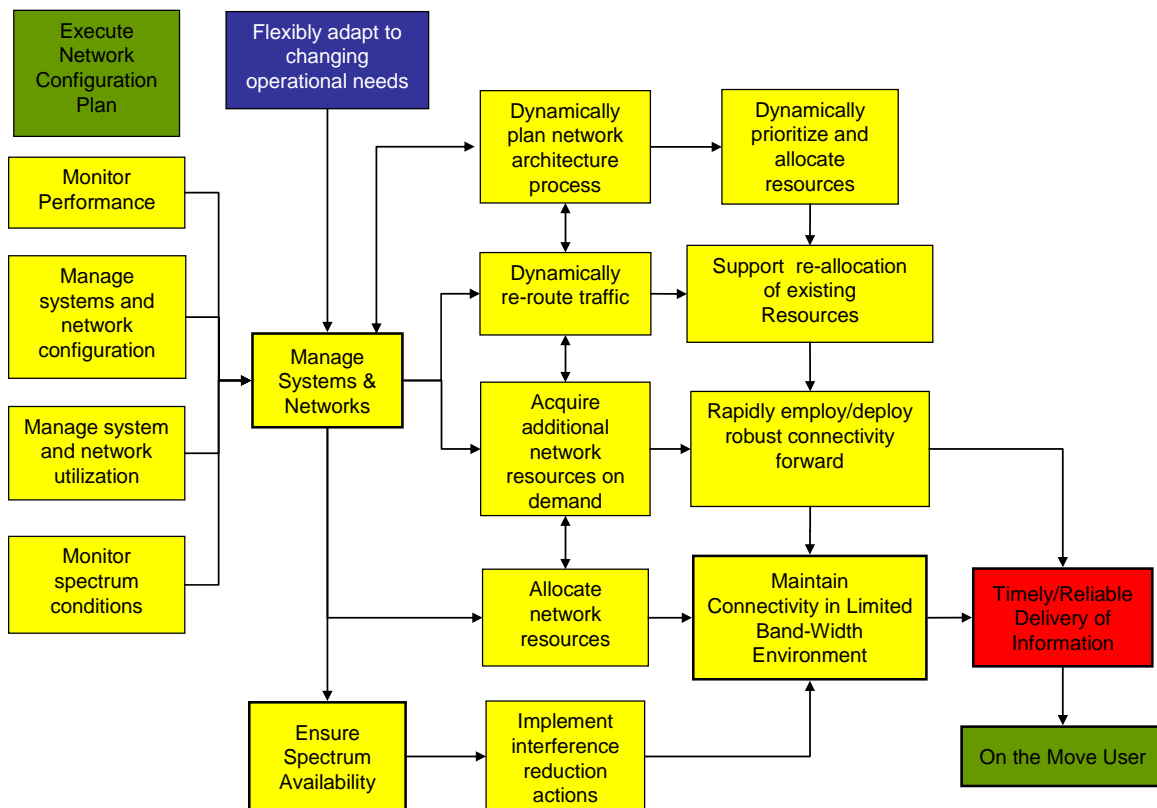 Execute
Network
Configuration
Plan
Flexibly adapt to
changing
operational needs
Dynamically
plan network
architecture
process
Dynamically
prioritize and
allocate
resources
Monitor
Performance
Manage
systems and
network
configuration
Dynamically
re-route traffic
Support re-allocation
of existing
Resources
Manage
Systems &
Networks
Manage system
and network
utilization
Acquire
additional
network
resources on
demand
Rapidly employ/deploy
robust connectivity
forward
Monitor
spectrum
conditions
Allocate
network
resources
Maintain
Connectivity in Limited
Band-Width
Environment
Timely/Reliable
Delivery of
Information
Ensure
Spectrum
Availability
Implement
interference
reduction
actions
On the Move User